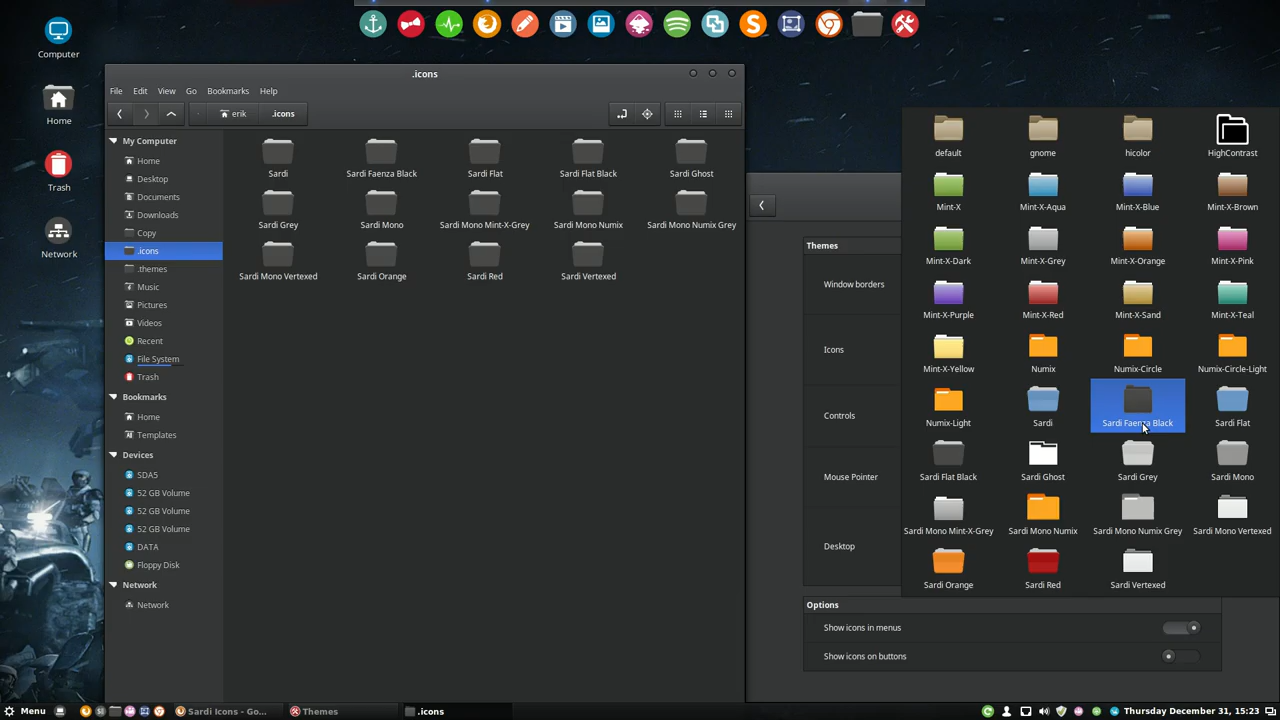 Computer
Home
Trash
Network
.icons
File Edit View Go Bookmarks Help
erik .icons
My Computer
Home
Desktop
Documents
Downloads
Copy
.icons
.themes
Music
Pictures
Videos
Recent
File System
Trash
Bookmarks
Home
Templates
Devices
SDA5
52 GB Volume
52 GB Volume
52 GB Volume
DATA
Floppy Disk
Network
Network
Sardi Sardi Faenza Black Sardi Flat Sardi Flat Black Sardi Ghost
Sardi Grey Sardi Mono Sardi Mono Mint-X-Grey Sardi Mono Numix Sardi Mono Numix Grey
Sardi Mono Vertexed Sardi Orange Sardi Red Sardi Vertexed
Themes
Window borders
Icons
Controls
Mouse Pointer
Desktop
default gnome hicolor HighContrast
Mint-X Mint-X-Aqua Mint-X-Blue Mint-X-Brown
Mint-X-Dark Mint-X-Grey Mint-X-Orange Mint-X-Pink
Mint-X-Purple Mint-X-Red Mint-X-Sand Mint-X-Teal
Mint-X-Yellow Numix Numix-Circle Numix-Circle-Light
Numix-Light Sardi Sardi Faenza Black Sardi Flat
Sardi Flat Black Sardi Ghost Sardi Grey Sardi Mono
Sardi Mono Mint-X-Grey Sardi Mono Numix Sardi Mono Numix Grey Sardi Mono Vertexed
Sardi Orange Sardi Red Sardi Vertexed
Options
Show icons in menus
Show icons on buttons
Menu Sardi Icons - Go... Themes .icons Thursday December 31, 15:23